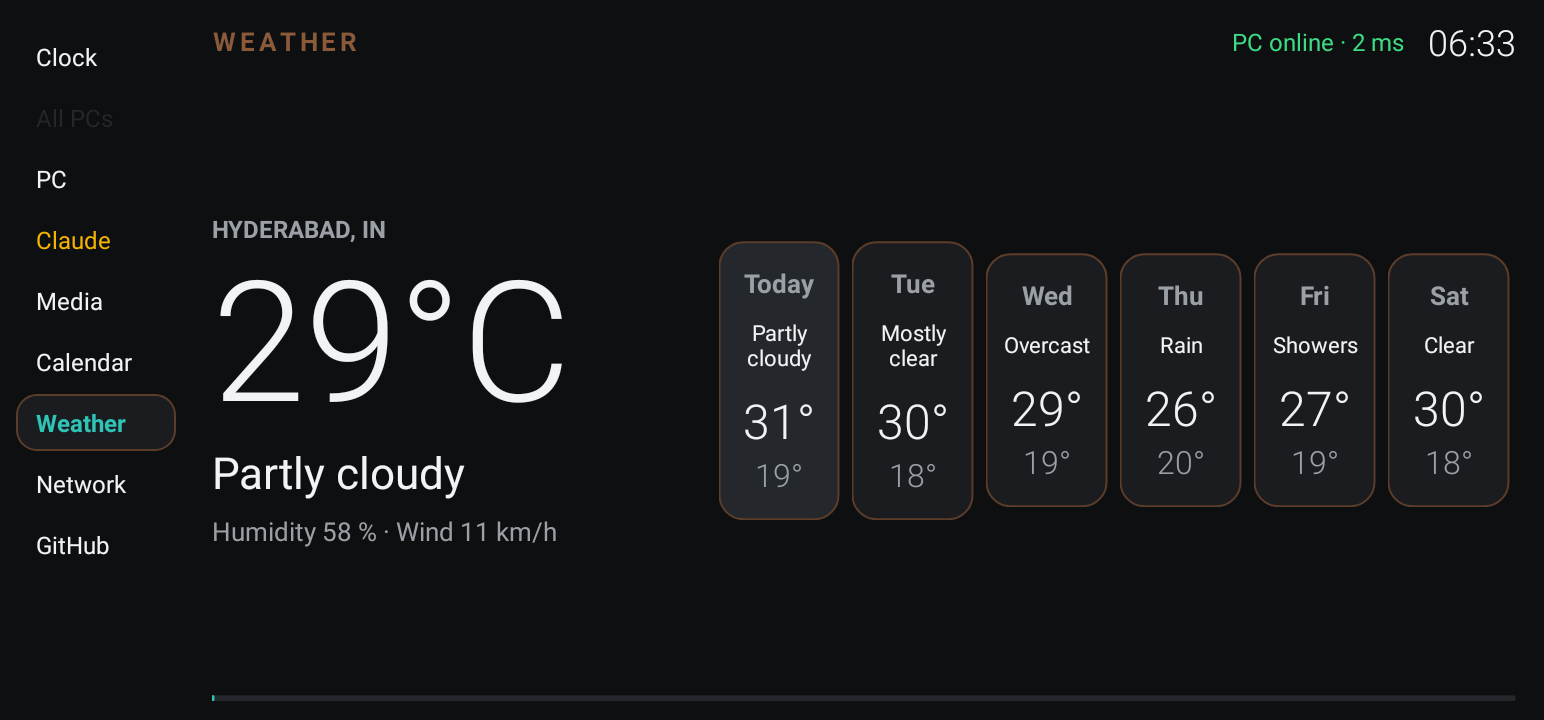 Clock
All PCs
PC
Claude
Media
Calendar
Weather
Network
GitHub
WEATHER
PC online · 2 ms 06:33
HYDERABAD, IN
29°C
Partly cloudy
Humidity 58 % · Wind 11 km/h
Today
Partly
cloudy
31°
19°
Tue
Mostly
clear
30°
18°
Wed
Overcast
29°
19°
Thu
Rain
26°
20°
Fri
Showers
27°
19°
Sat
Clear
30°
18°